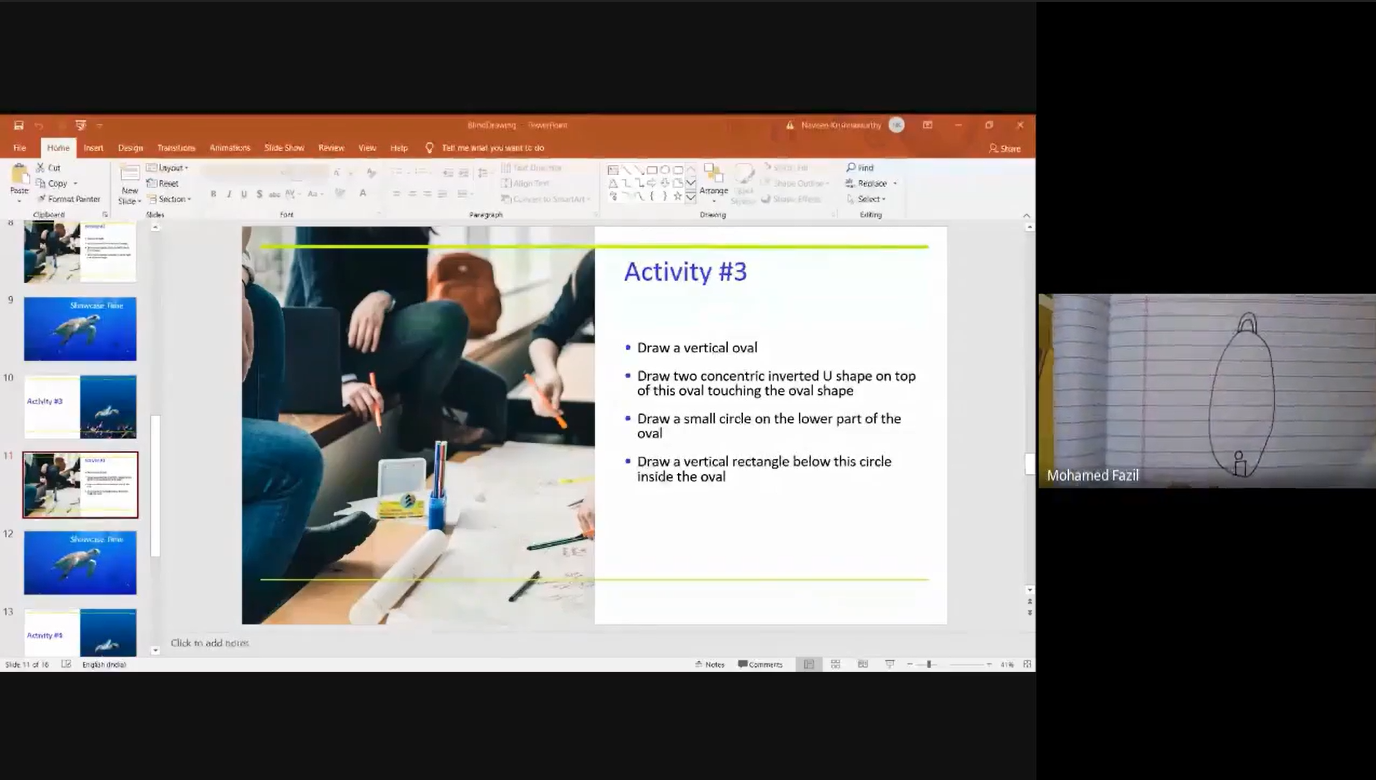 BlindDrawing - PowerPoint
Naveen Krishnamurthy
File Home Insert Design Transitions Animations Slide Show Review View Help Tell me what you want to do
Share
Paste
Cut
Copy
Format Painter
Clipboard
New
Slide
Layout
Reset
Section
Slides
Font
Text Direction
Align Text
Convert to SmartArt
Paragraph
Arrange
Shape Outline
Shape Effects
Drawing
Find
Replace
Select
Editing
8
9
Showcase Time
10
Activity #3
11
12
Showcase Time
13
Activity #3
• Draw a vertical oval
• Draw two concentric inverted U shape on top
of this oval touching the oval shape
• Draw a small circle on the lower part of the
oval
• Draw a vertical rectangle below this circle
inside the oval
Click to add notes
Slide 11 of 16
English (India)
Notes
Comments
41%
Mohamed Fazil